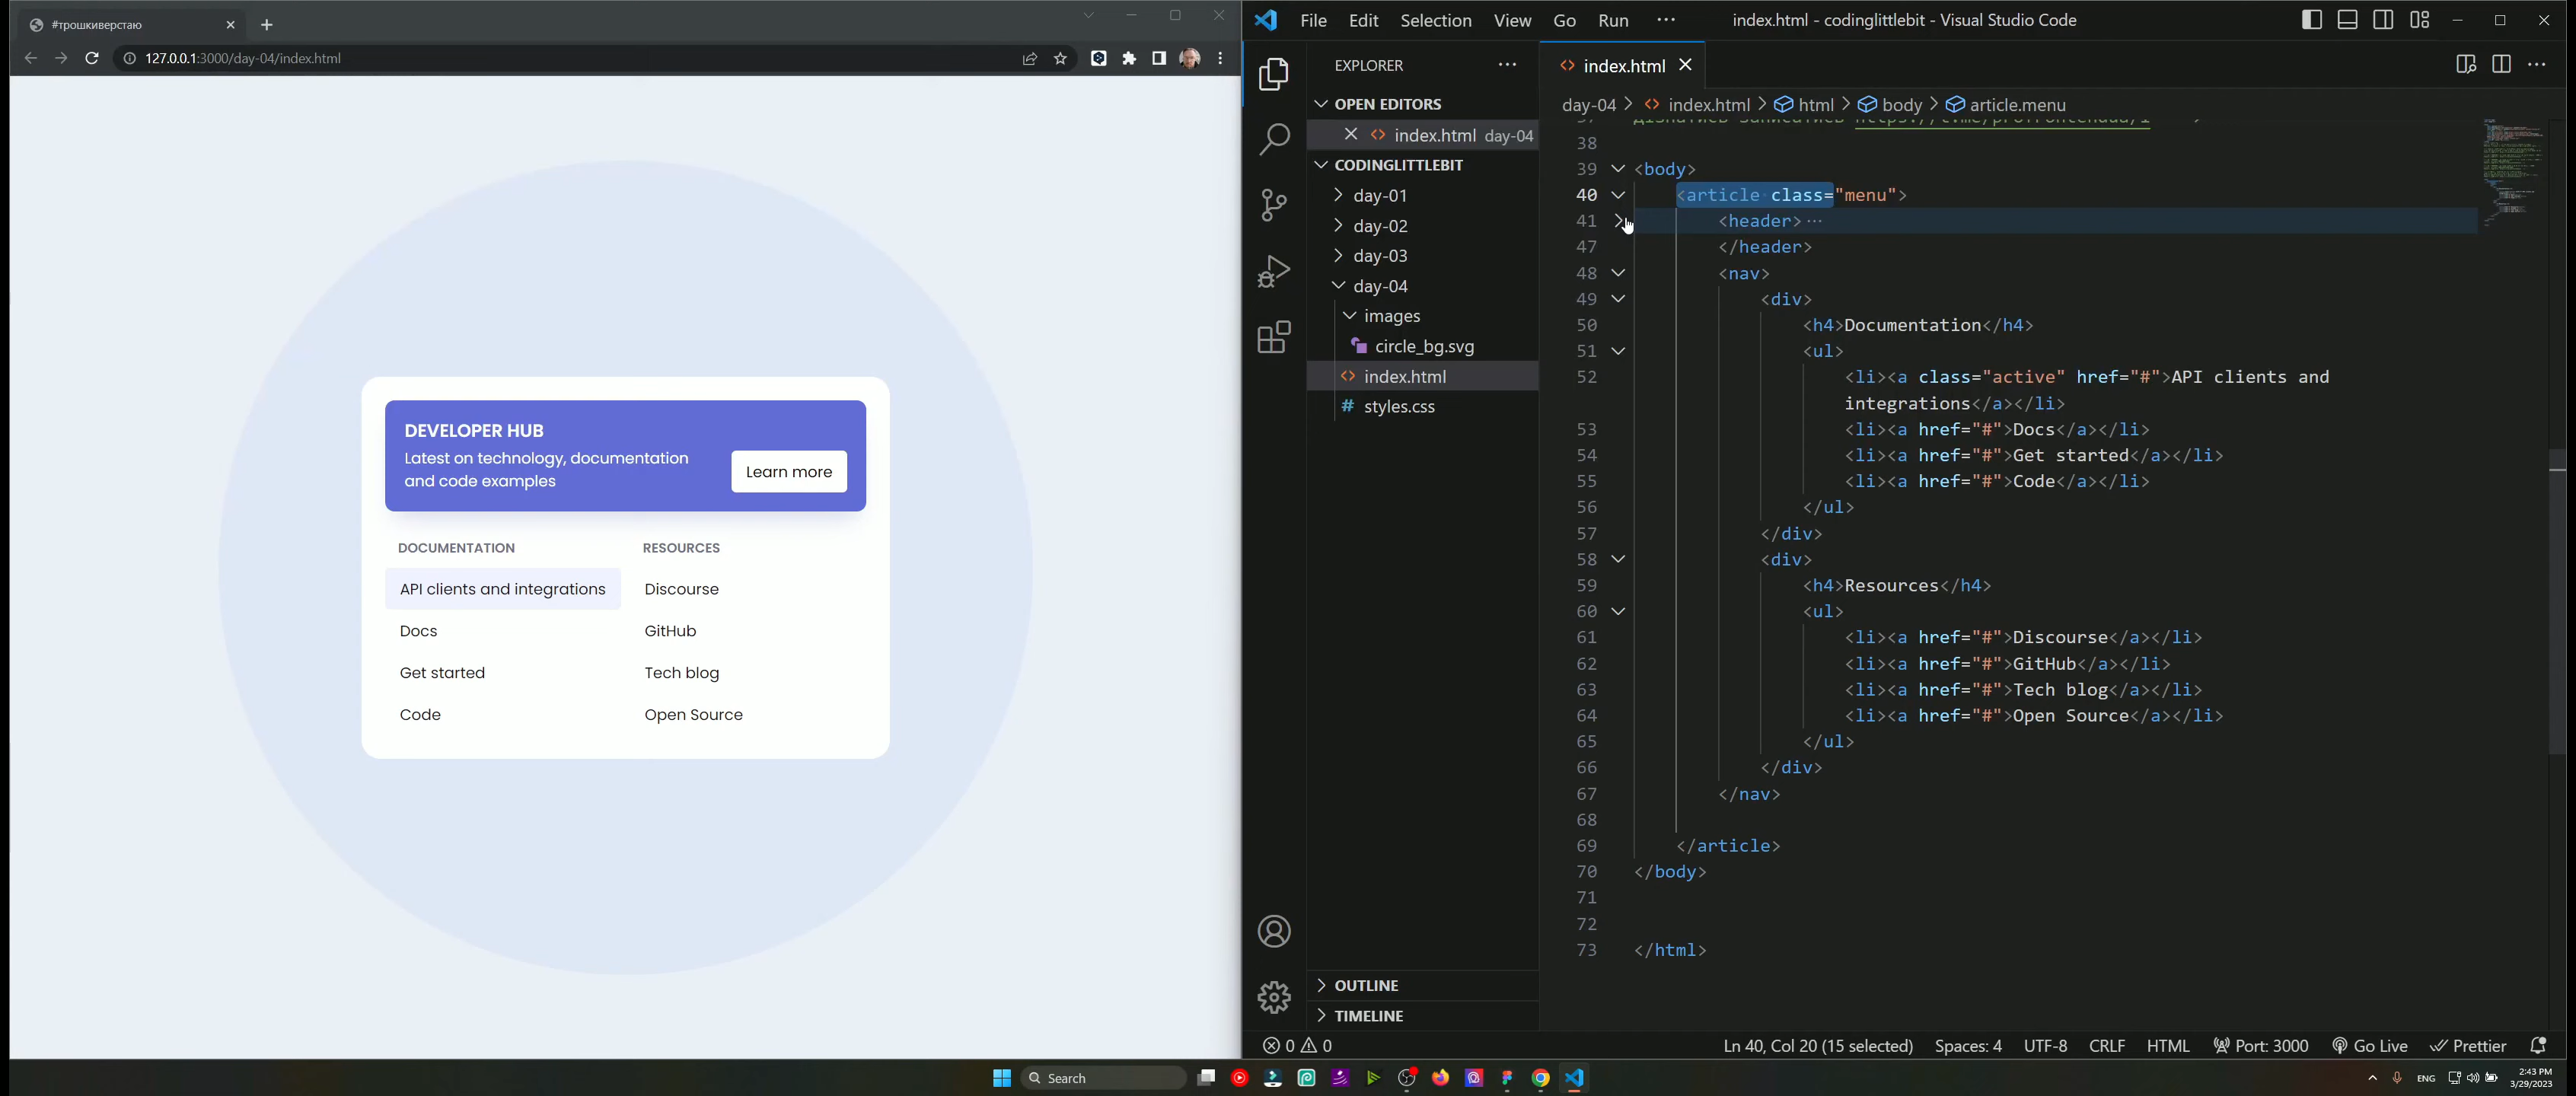 #трошкиверстаю
127.0.0.1:3000/day-04/index.html
DEVELOPER HUB
Latest on technology, documentation
and code examples
Learn more
DOCUMENTATION
RESOURCES
API clients and integrations
Discourse
Docs
GitHub
Get started
Tech blog
Code
Open Source
File Edit Selection View Go Run ···
index.html - codinglittlebit - Visual Studio Code
EXPLORER
OPEN EDITORS
index.html day-04
CODINGLITTLEBIT
day-01
day-02
day-03
day-04
images
circle_bg.svg
index.html
# styles.css
OUTLINE
TIMELINE
index.html
day-04 > index.html > html > body > article.menu
38
39 <body>
40 <article class="menu">
41 <header> ···
47 </header>
48 <nav>
49 <div>
50 <h4>Documentation</h4>
51 <ul>
52 <li><a class="active" href="#">API clients and
integrations</a></li>
53 <li><a href="#">Docs</a></li>
54 <li><a href="#">Get started</a></li>
55 <li><a href="#">Code</a></li>
56 </ul>
57 </div>
58 <div>
59 <h4>Resources</h4>
60 <ul>
61 <li><a href="#">Discourse</a></li>
62 <li><a href="#">GitHub</a></li>
63 <li><a href="#">Tech blog</a></li>
64 <li><a href="#">Open Source</a></li>
65 </ul>
66 </div>
67 </nav>
68
69 </article>
70 </body>
71
72
73 </html>
0 0
Ln 40, Col 20 (15 selected) Spaces: 4 UTF-8 CRLF HTML Port: 3000 Go Live Prettier
Search
ENG
2:43 PM
3/29/2023